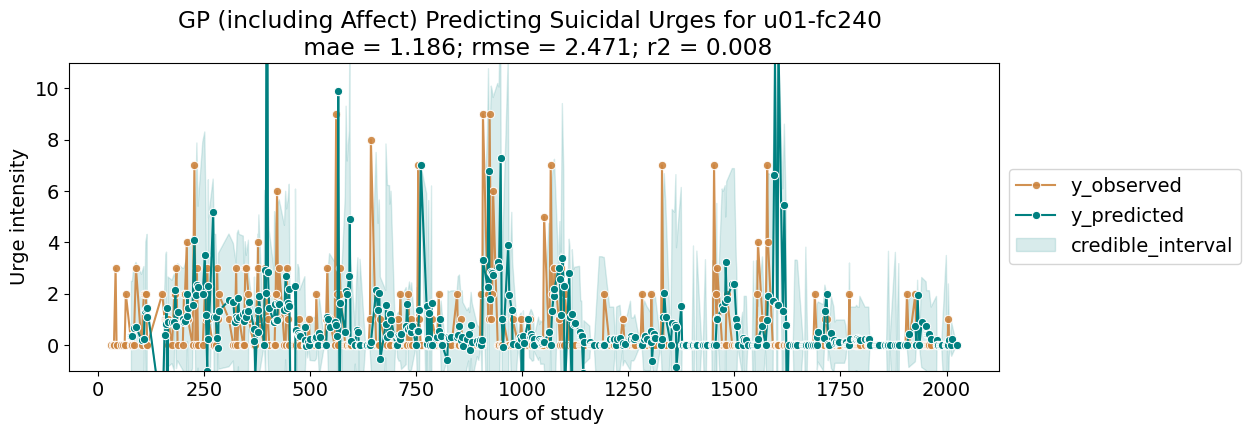 GP (including Affect) Predicting Suicidal Urges for u01-fc240
mae = 1.186; rmse = 2.471; r2 = 0.008
Urge intensity
10
8
6
4
2
0
0 250 500 750 1000 1250 1500 1750 2000
hours of study
y_observed
y_predicted
credible_interval